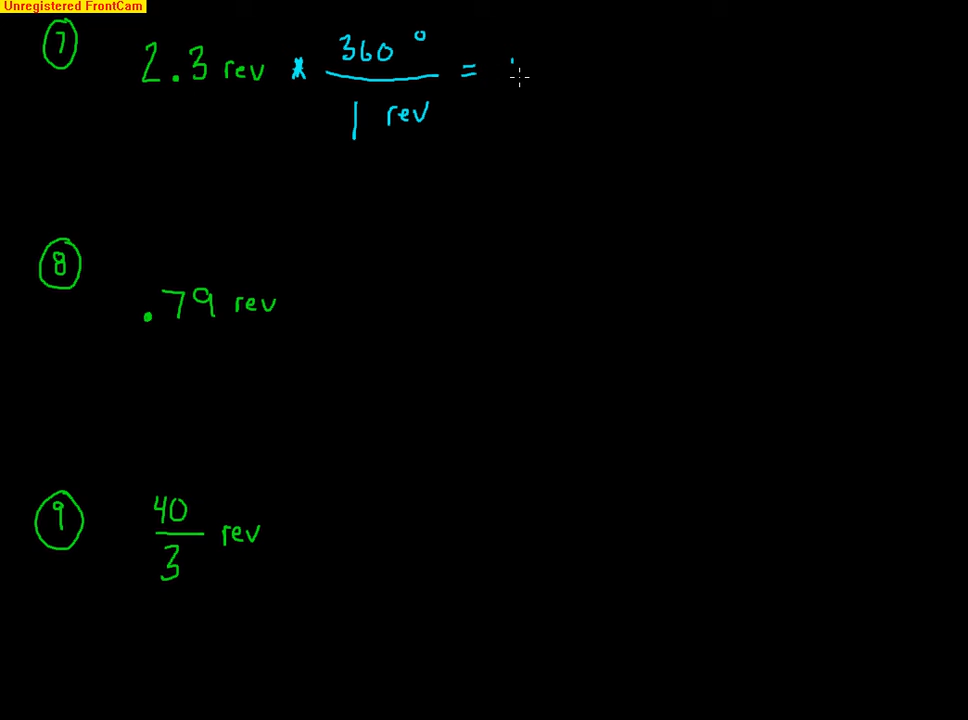 Unregistered FrontCam
7 2.3 rev * 360° / 1 rev =
8
.79 rev
9 40/3 rev